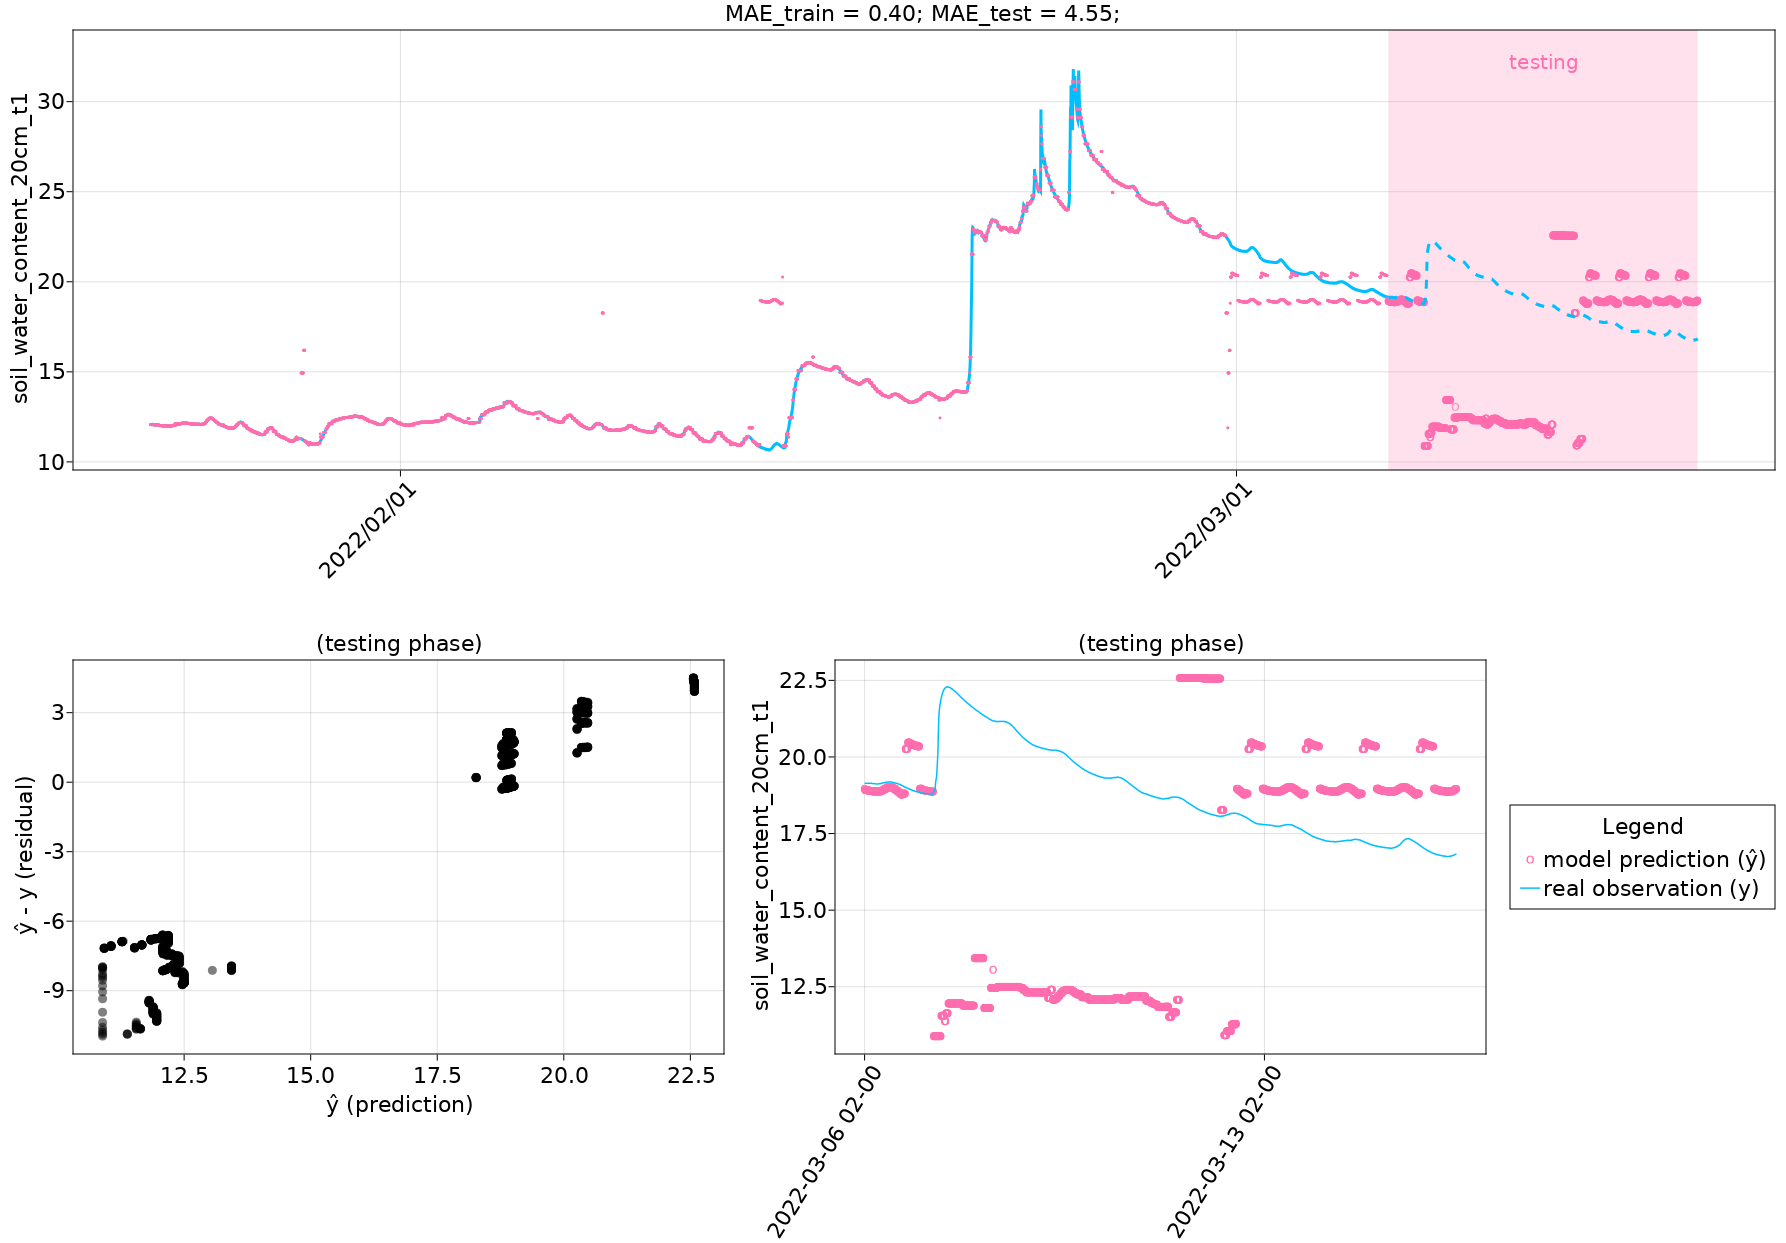 MAE_train = 0.40; MAE_test = 4.55;
testing
soil_water_content_20cm_t1
30
25
20
15
10
2022/02/01
2022/03/01
(testing phase)
ŷ - y (residual)
3
0
-3
-6
-9
12.5
15.0
17.5
20.0
22.5
ŷ (prediction)
(testing phase)
soil_water_content_20cm_t1
22.5
20.0
17.5
15.0
12.5
2022-03-06 02-00
2022-03-13 02-00
Legend
model prediction (ŷ)
real observation (y)